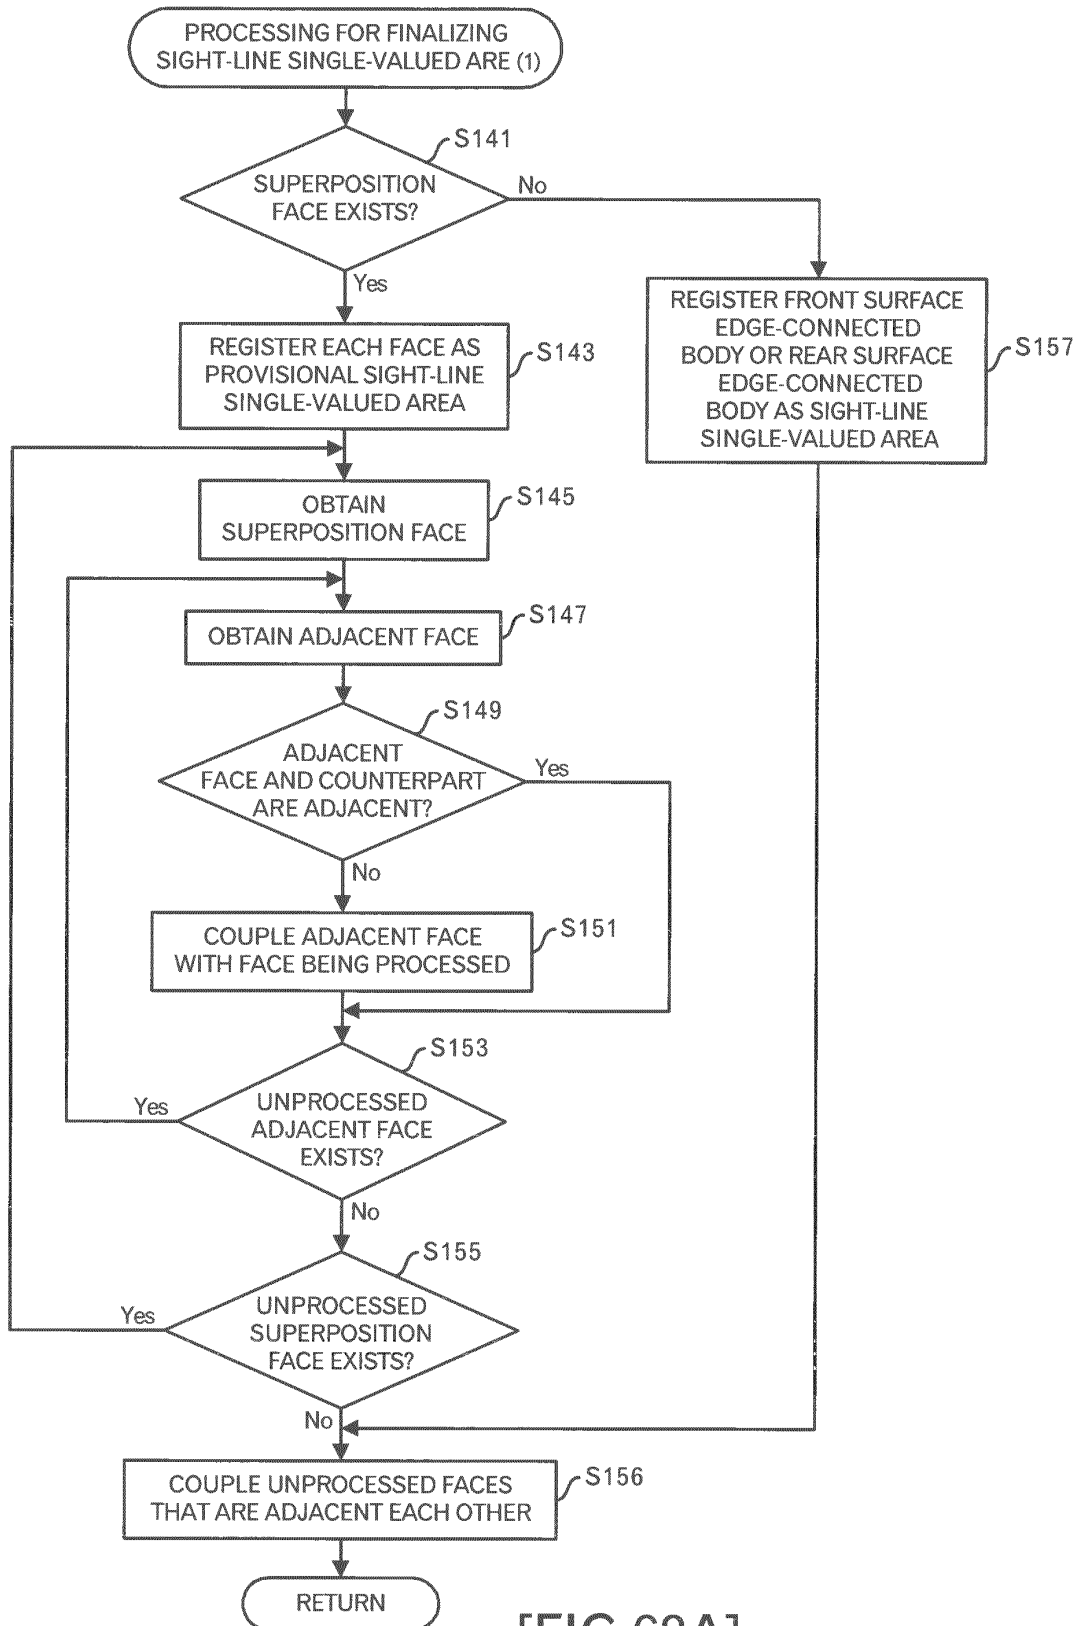 PROCESSING FOR FINALIZING
SIGHT-LINE SINGLE-VALUED ARE (1)
S141
SUPERPOSITION
FACE EXISTS?
No
Yes
REGISTER EACH FACE AS
PROVISIONAL SIGHT-LINE
SINGLE-VALUED AREA
S143
REGISTER FRONT SURFACE
EDGE-CONNECTED
BODY OR REAR SURFACE
EDGE-CONNECTED
BODY AS SIGHT-LINE
SINGLE-VALUED AREA
S157
OBTAIN
SUPERPOSITION FACE
S145
OBTAIN ADJACENT FACE
S147
S149
ADJACENT
FACE AND COUNTERPART
ARE ADJACENT?
Yes
No
COUPLE ADJACENT FACE
WITH FACE BEING PROCESSED
S151
S153
UNPROCESSED
ADJACENT FACE
EXISTS?
Yes
No
S155
UNPROCESSED
SUPERPOSITION
FACE EXISTS?
Yes
No
COUPLE UNPROCESSED FACES
THAT ARE ADJACENT EACH OTHER
S156
RETURN
[FIG.68A]